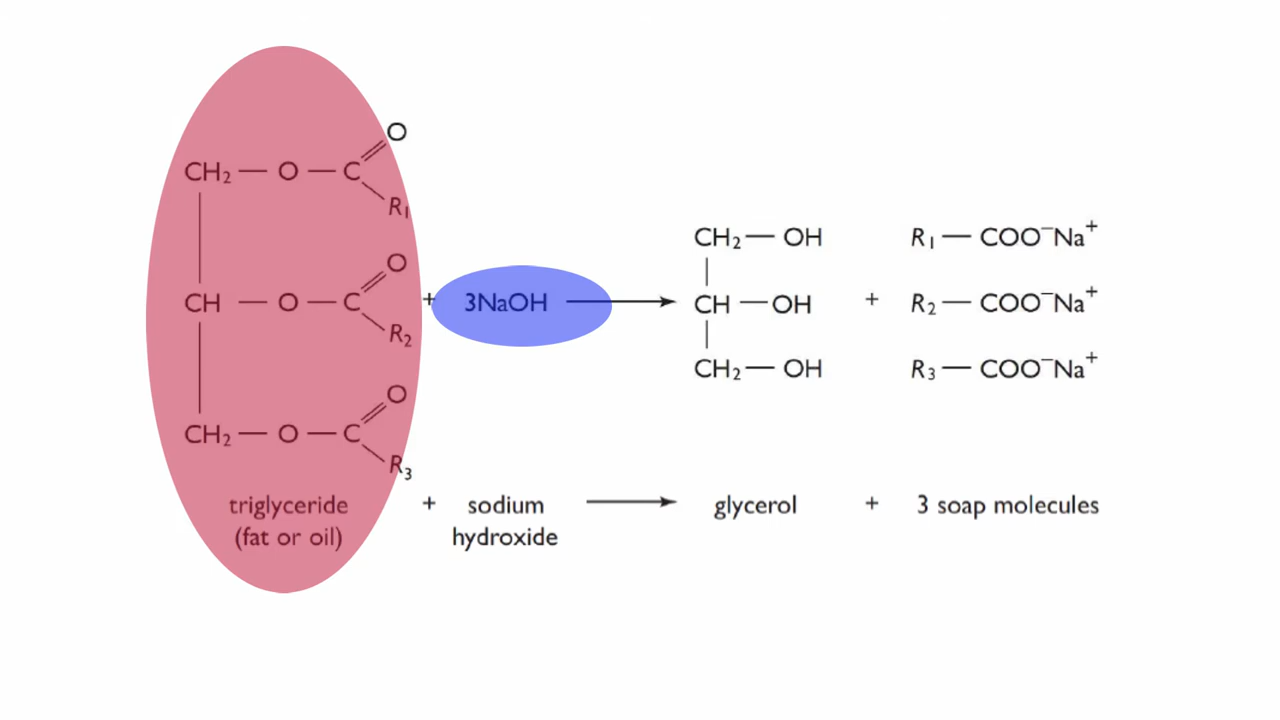 O
CH₂ — O — C
R₁
O
CH — O — C + 3NaOH
R₂
O
CH₂ — O — C
R₃
CH₂ — OH R₁ — COO⁻Na⁺
CH — OH + R₂ — COO⁻Na⁺
CH₂ — OH R₃ — COO⁻Na⁺
triglyceride + sodium glycerol + 3 soap molecules
(fat or oil) hydroxide